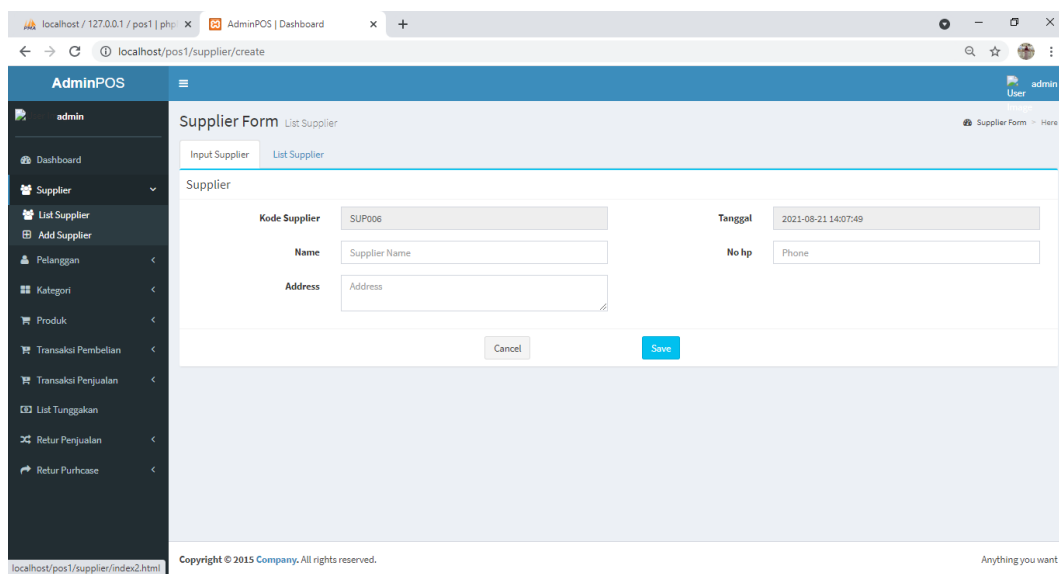 localhost / 127.0.0.1 / pos1 | php
AdminPOS | Dashboard
localhost/pos1/supplier/create
AdminPOS
User
admin
admin
Supplier Form List Supplier
Supplier Form > Here
Input Supplier List Supplier
Dashboard
Supplier
Supplier
List Supplier
Add Supplier
Pelanggan
Kategori
Produk
Transaksi Pembelian
Transaksi Penjualan
List Tunggakan
Retur Penjualan
Retur Purhcase
Kode Supplier SUP006 Tanggal 2021-08-21 14:07:49
Name Supplier Name No hp Phone
Address Address
Cancel Save
Copyright © 2015 Company. All rights reserved. Anything you want
localhost/pos1/supplier/index2.html